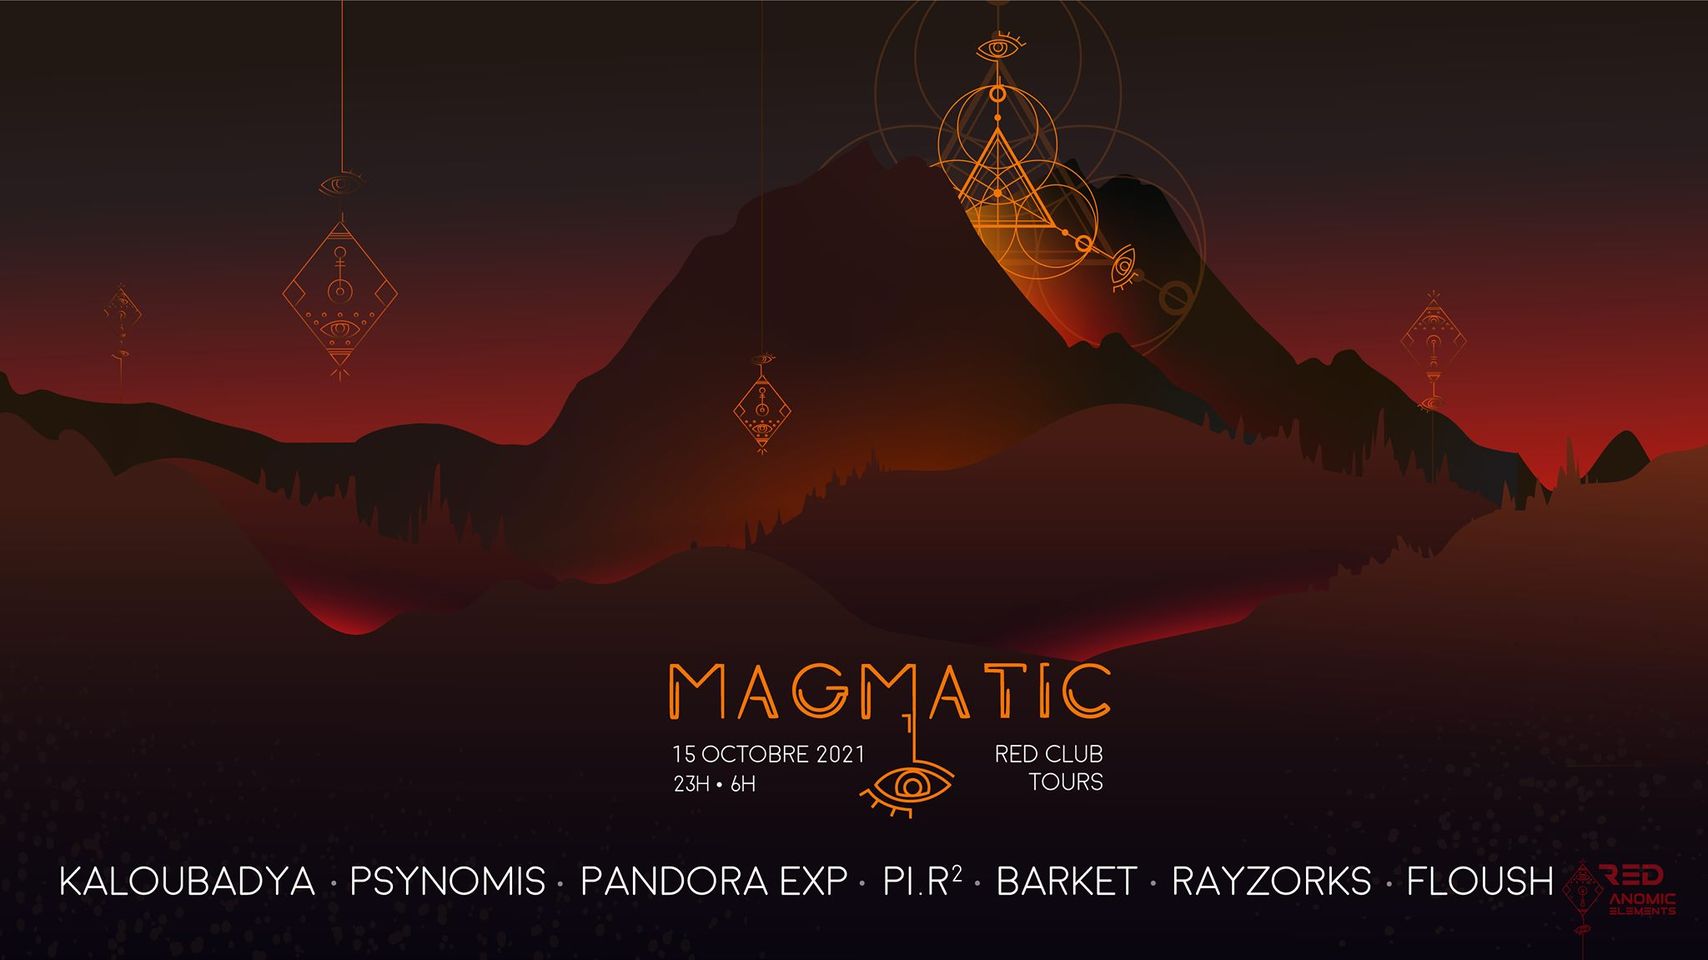 MAGMATIC
15 OCTOBRE 2021
23H • 6H
RED CLUB
TOURS
KALOUBADYA · PSYNOMIS · PANDORA EXP · PI.R² · BARKET · RAYZORKS · FLOUSH
RED
ANOMIC
ELEMENTS